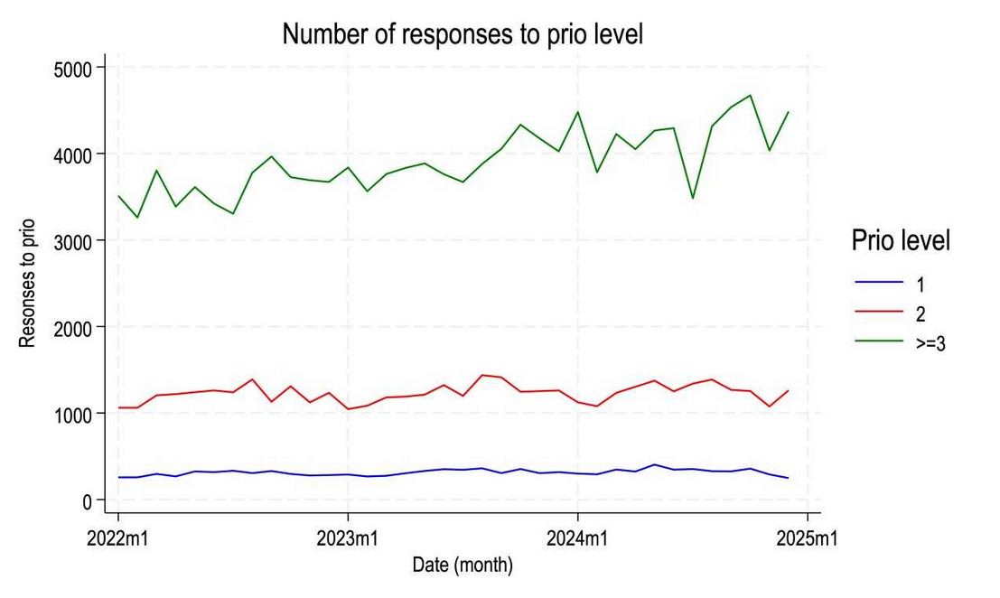 Number of responses to prio level
5000
4000
3000
2000
1000
0
Resonses to prio
2022m1
2023m1
2024m1
2025m1
Date (month)
Prio level
1
2
>=3